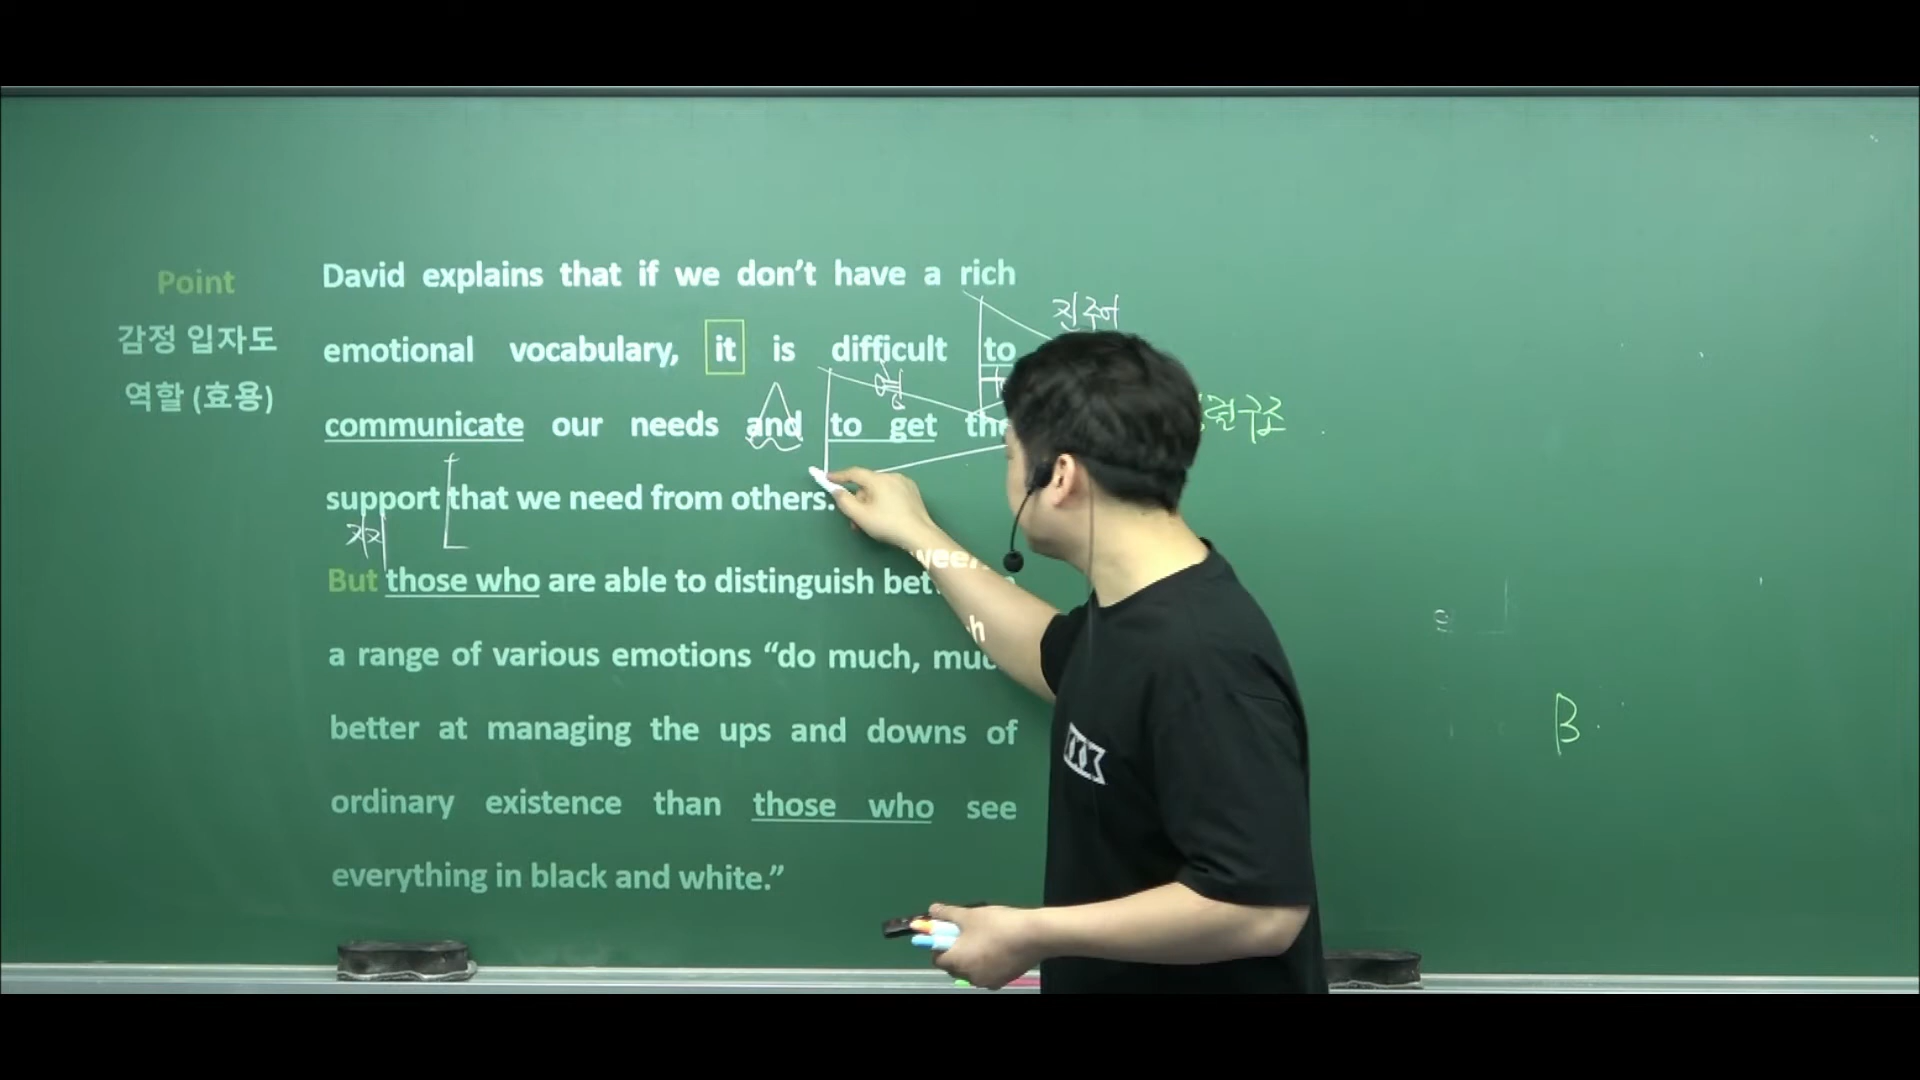 Point
감정 입자도
역할 (효용)
David explains that if we don’t have a rich
emotional vocabulary, it is difficult to
communicate our needs and to get the
support that we need from others.
But those who are able to distinguish bet
a range of various emotions “do much, muc
better at managing the ups and downs of
ordinary existence than those who see
everything in black and white.”
진주어
구조
β